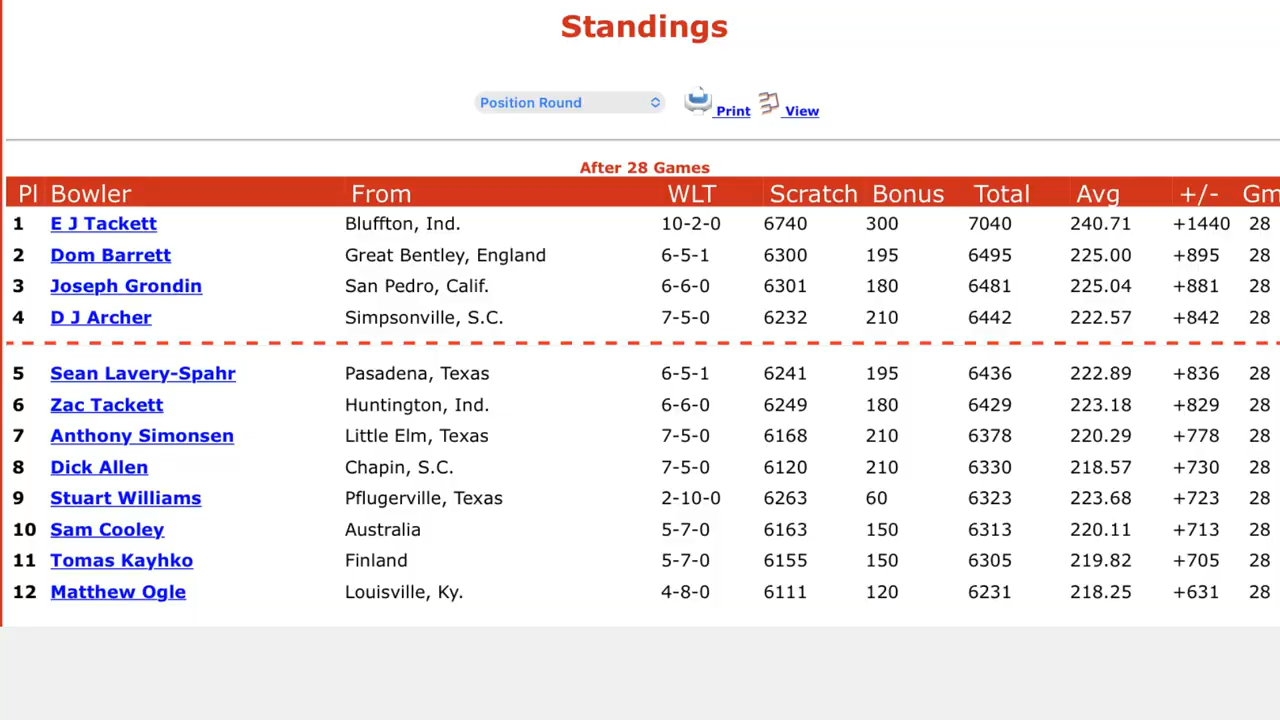 Standings
Position Round Print View
After 28 Games
Pl Bowler From WLT Scratch Bonus Total Avg +/- Gm
1 E J Tackett Bluffton, Ind. 10-2-0 6740 300 7040 240.71 +1440 28
2 Dom Barrett Great Bentley, England 6-5-1 6300 195 6495 225.00 +895 28
3 Joseph Grondin San Pedro, Calif. 6-6-0 6301 180 6481 225.04 +881 28
4 D J Archer Simpsonville, S.C. 7-5-0 6232 210 6442 222.57 +842 28
5 Sean Lavery-Spahr Pasadena, Texas 6-5-1 6241 195 6436 222.89 +836 28
6 Zac Tackett Huntington, Ind. 6-6-0 6249 180 6429 223.18 +829 28
7 Anthony Simonsen Little Elm, Texas 7-5-0 6168 210 6378 220.29 +778 28
8 Dick Allen Chapin, S.C. 7-5-0 6120 210 6330 218.57 +730 28
9 Stuart Williams Pflugerville, Texas 2-10-0 6263 60 6323 223.68 +723 28
10 Sam Cooley Australia 5-7-0 6163 150 6313 220.11 +713 28
11 Tomas Kayhko Finland 5-7-0 6155 150 6305 219.82 +705 28
12 Matthew Ogle Louisville, Ky. 4-8-0 6111 120 6231 218.25 +631 28